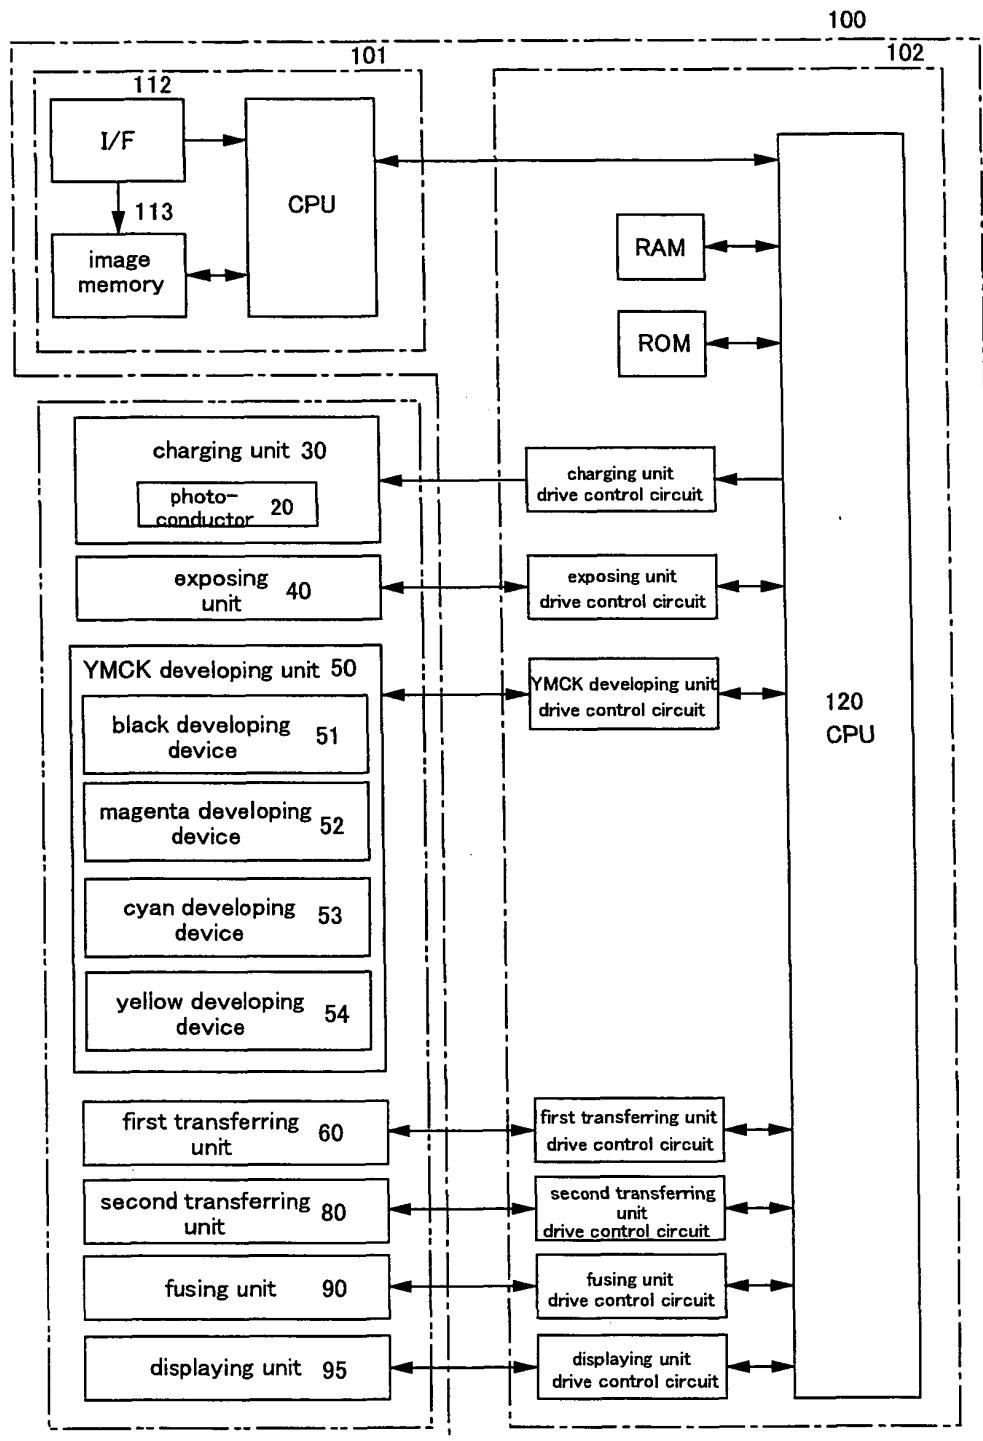 100
101
102
112
I/F
CPU
113
image
memory
RAM
ROM
charging unit 30
photo-
conductor 20
charging unit
drive control circuit
exposing
unit 40
exposing unit
drive control circuit
YMCK developing unit 50
YMCK developing unit
drive control circuit
black developing
device 51
magenta developing
device 52
cyan developing
device 53
yellow developing
device 54
120
CPU
first transferring
unit 60
first transferring unit
drive control circuit
second transferring
unit 80
second transferring
unit
drive control circuit
fusing unit 90
fusing unit
drive control circuit
displaying unit 95
displaying unit
drive control circuit